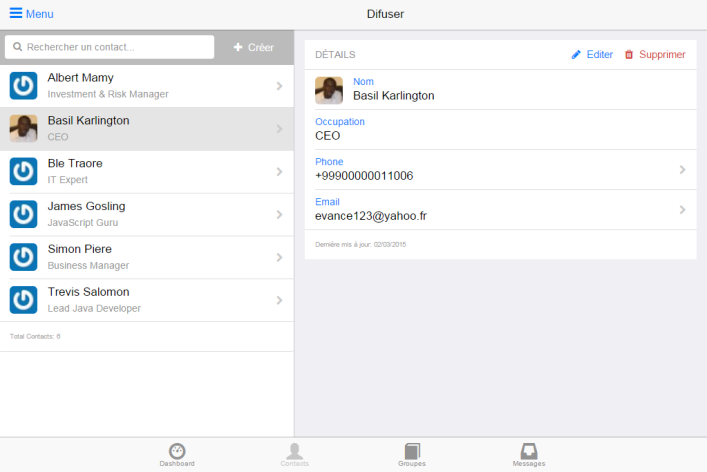 Menu
Difuser
Rechercher un contact...
Créer
Albert Mamy
Investment & Risk Manager
Basil Karlington
CEO
Ble Traore
IT Expert
James Gosling
JavaScript Guru
Simon Piere
Business Manager
Trevis Salomon
Lead Java Developer
Total Contacts: 6
DÉTAILS
Editer
Supprimer
Nom
Basil Karlington
Occupation
CEO
Phone
+99900000011006
Email
evance123@yahoo.fr
Dernière mis à jour: 02/03/2015
Dashboard
Contacts
Groupes
Messages